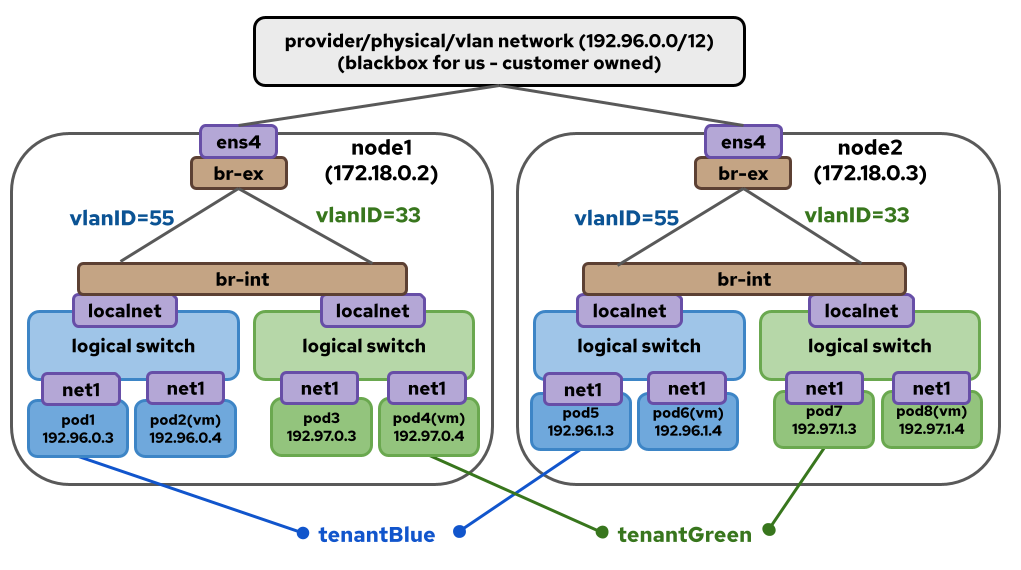 provider/physical/vlan network (192.96.0.0/12)
(blackbox for us - customer owned)
ens4
br-ex
node1
(172.18.0.2)
vlanID=55
vlanID=33
br-int
localnet
localnet
logical switch
logical switch
net1
net1
net1
net1
pod1
192.96.0.3
pod2(vm)
192.96.0.4
pod3
192.97.0.3
pod4(vm)
192.97.0.4
ens4
br-ex
node2
(172.18.0.3)
vlanID=55
vlanID=33
br-int
localnet
localnet
logical switch
logical switch
net1
net1
net1
net1
pod5
192.96.1.3
pod6(vm)
192.96.1.4
pod7
192.97.1.3
pod8(vm)
192.97.1.4
tenantBlue
tenantGreen